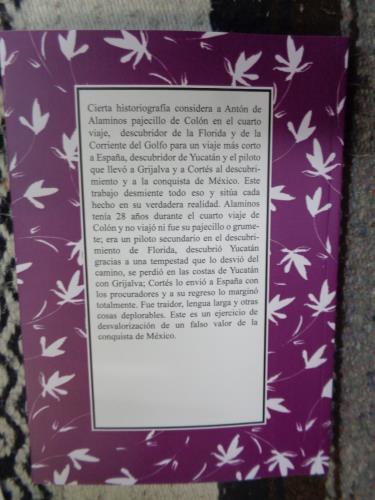 Cierta historiografía considera a Antón de
Alaminos pajecillo de Colón en el cuarto
viaje, descubridor de la Florida y de la
Corriente del Golfo para un viaje más corto
a España, descubridor de Yucatán y el piloto
que llevó a Grijalva y a Cortés al descubri-
miento y a la conquista de México. Este
trabajo desmiente todo eso y sitúa cada
hecho en su verdadera realidad. Alaminos
tenía 28 años durante el cuarto viaje de
Colón y no viajó ni fue su pajecillo o grume-
te; era un piloto secundario en el descubri-
miento de Florida, descubrió Yucatán
gracias a una tempestad que lo desvió del
camino, se perdió en las costas de Yucatán
con Grijalva; Cortés lo envió a España con
los procuradores y a su regreso lo marginó
totalmente. Fue traidor, lengua larga y otras
cosas deplorables. Este es un ejercicio de
desvalorización de un falso valor de la
conquista de México.